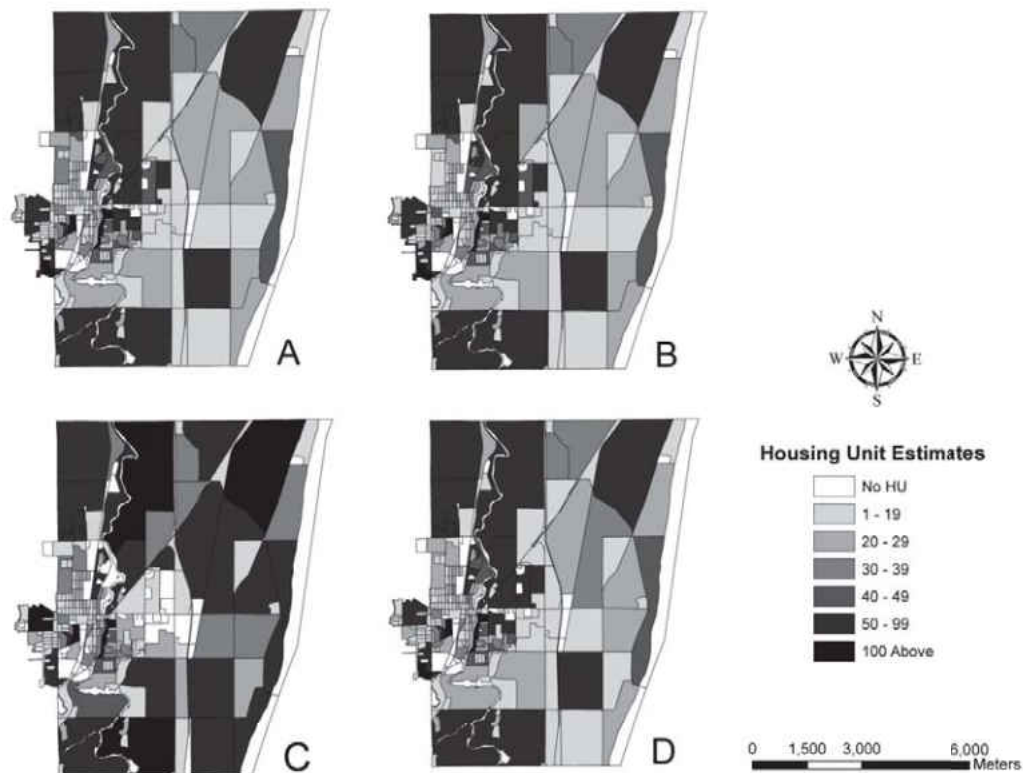 A
B
N
W E
S
Housing Unit Estimates
No HU
1 - 19
20 - 29
30 - 39
40 - 49
50 - 99
100 Above
C
D
0 1,500 3,000 6,000
Meters